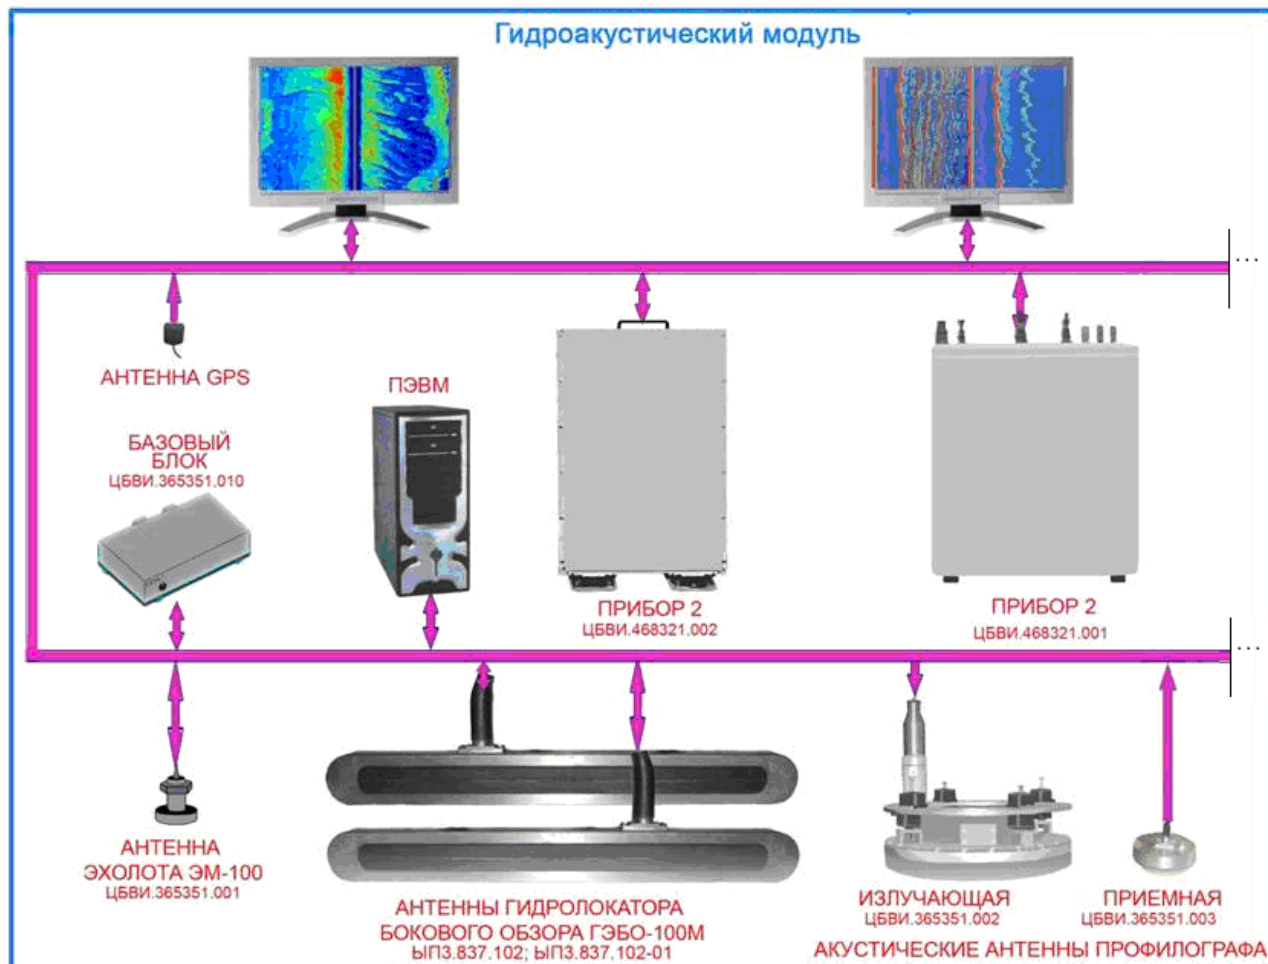 Гидроакустический модуль
...
АНТЕННА GPS
ПЭВМ
БАЗОВЫЙ
БЛОК
ЦБВИ.365351.010
ПРИБОР 2
ЦБВИ.468321.002
ПРИБОР 2
ЦБВИ.468321.001
...
АНТЕННА
ЭХОЛОТА ЭМ-100
ЦБВИ.365351.001
АНТЕННЫ ГИДРОЛОКАТОРА
БОКОВОГО ОБЗОРА ГЭБО-100М
ЫП3.837.102; ЫП3.837.102-01
ИЗЛУЧАЮЩАЯ
ЦБВИ.365351.002
ПРИЕМНАЯ
ЦБВИ.365351.003
АКУСТИЧЕСКИЕ АНТЕННЫ ПРОФИЛОГРАФА